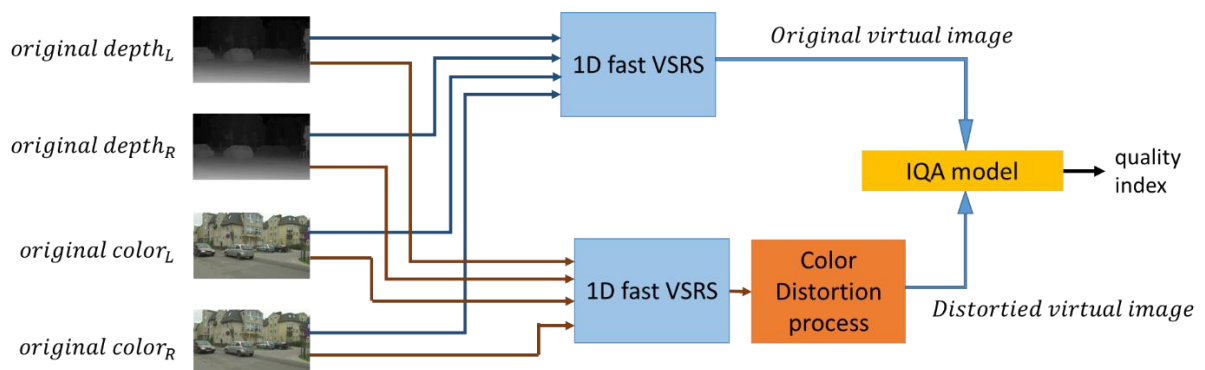 original depth_L
original depth_R
original color_L
original color_R
1D fast VSRS
Original virtual image
IQA model
quality
index
1D fast VSRS
Color
Distortion
process
Distortied virtual image